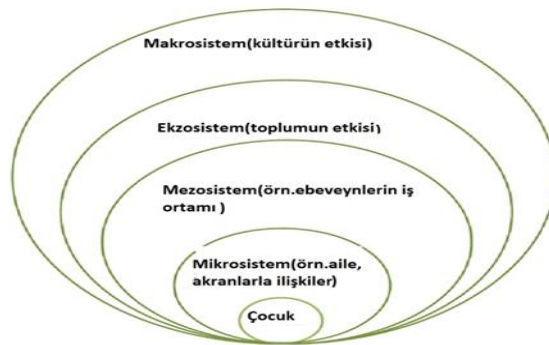 Makrosistem(kültürün etkisi)
Ekzosistem(toplumun etkisi)
Mezosistem(örn.ebeveynlerin iş
ortamı )
Mikrosistem(örn.aile,
akranlarla ilişkiler)
Çocuk